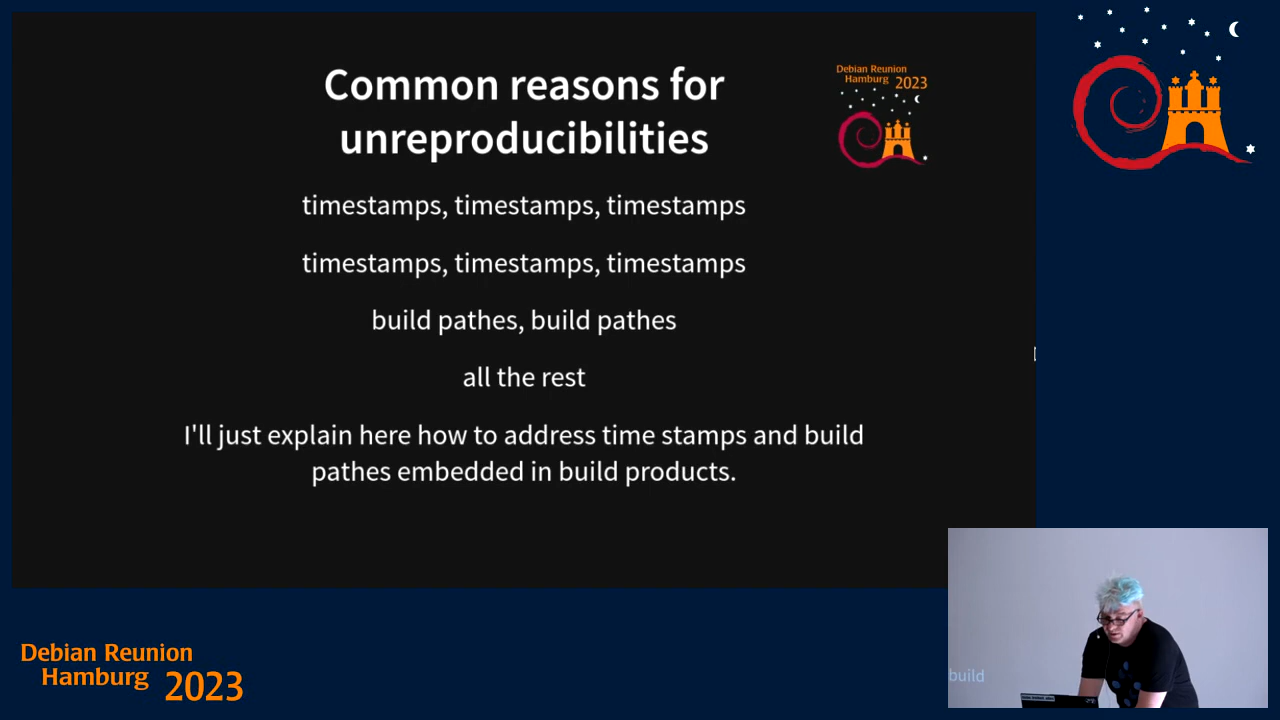 Common reasons for
unreproducibilities
Debian Reunion
Hamburg 2023
timestamps, timestamps, timestamps
timestamps, timestamps, timestamps
build pathes, build pathes
all the rest
I'll just explain here how to address time stamps and build
pathes embedded in build products.
Debian Reunion
Hamburg 2023
build